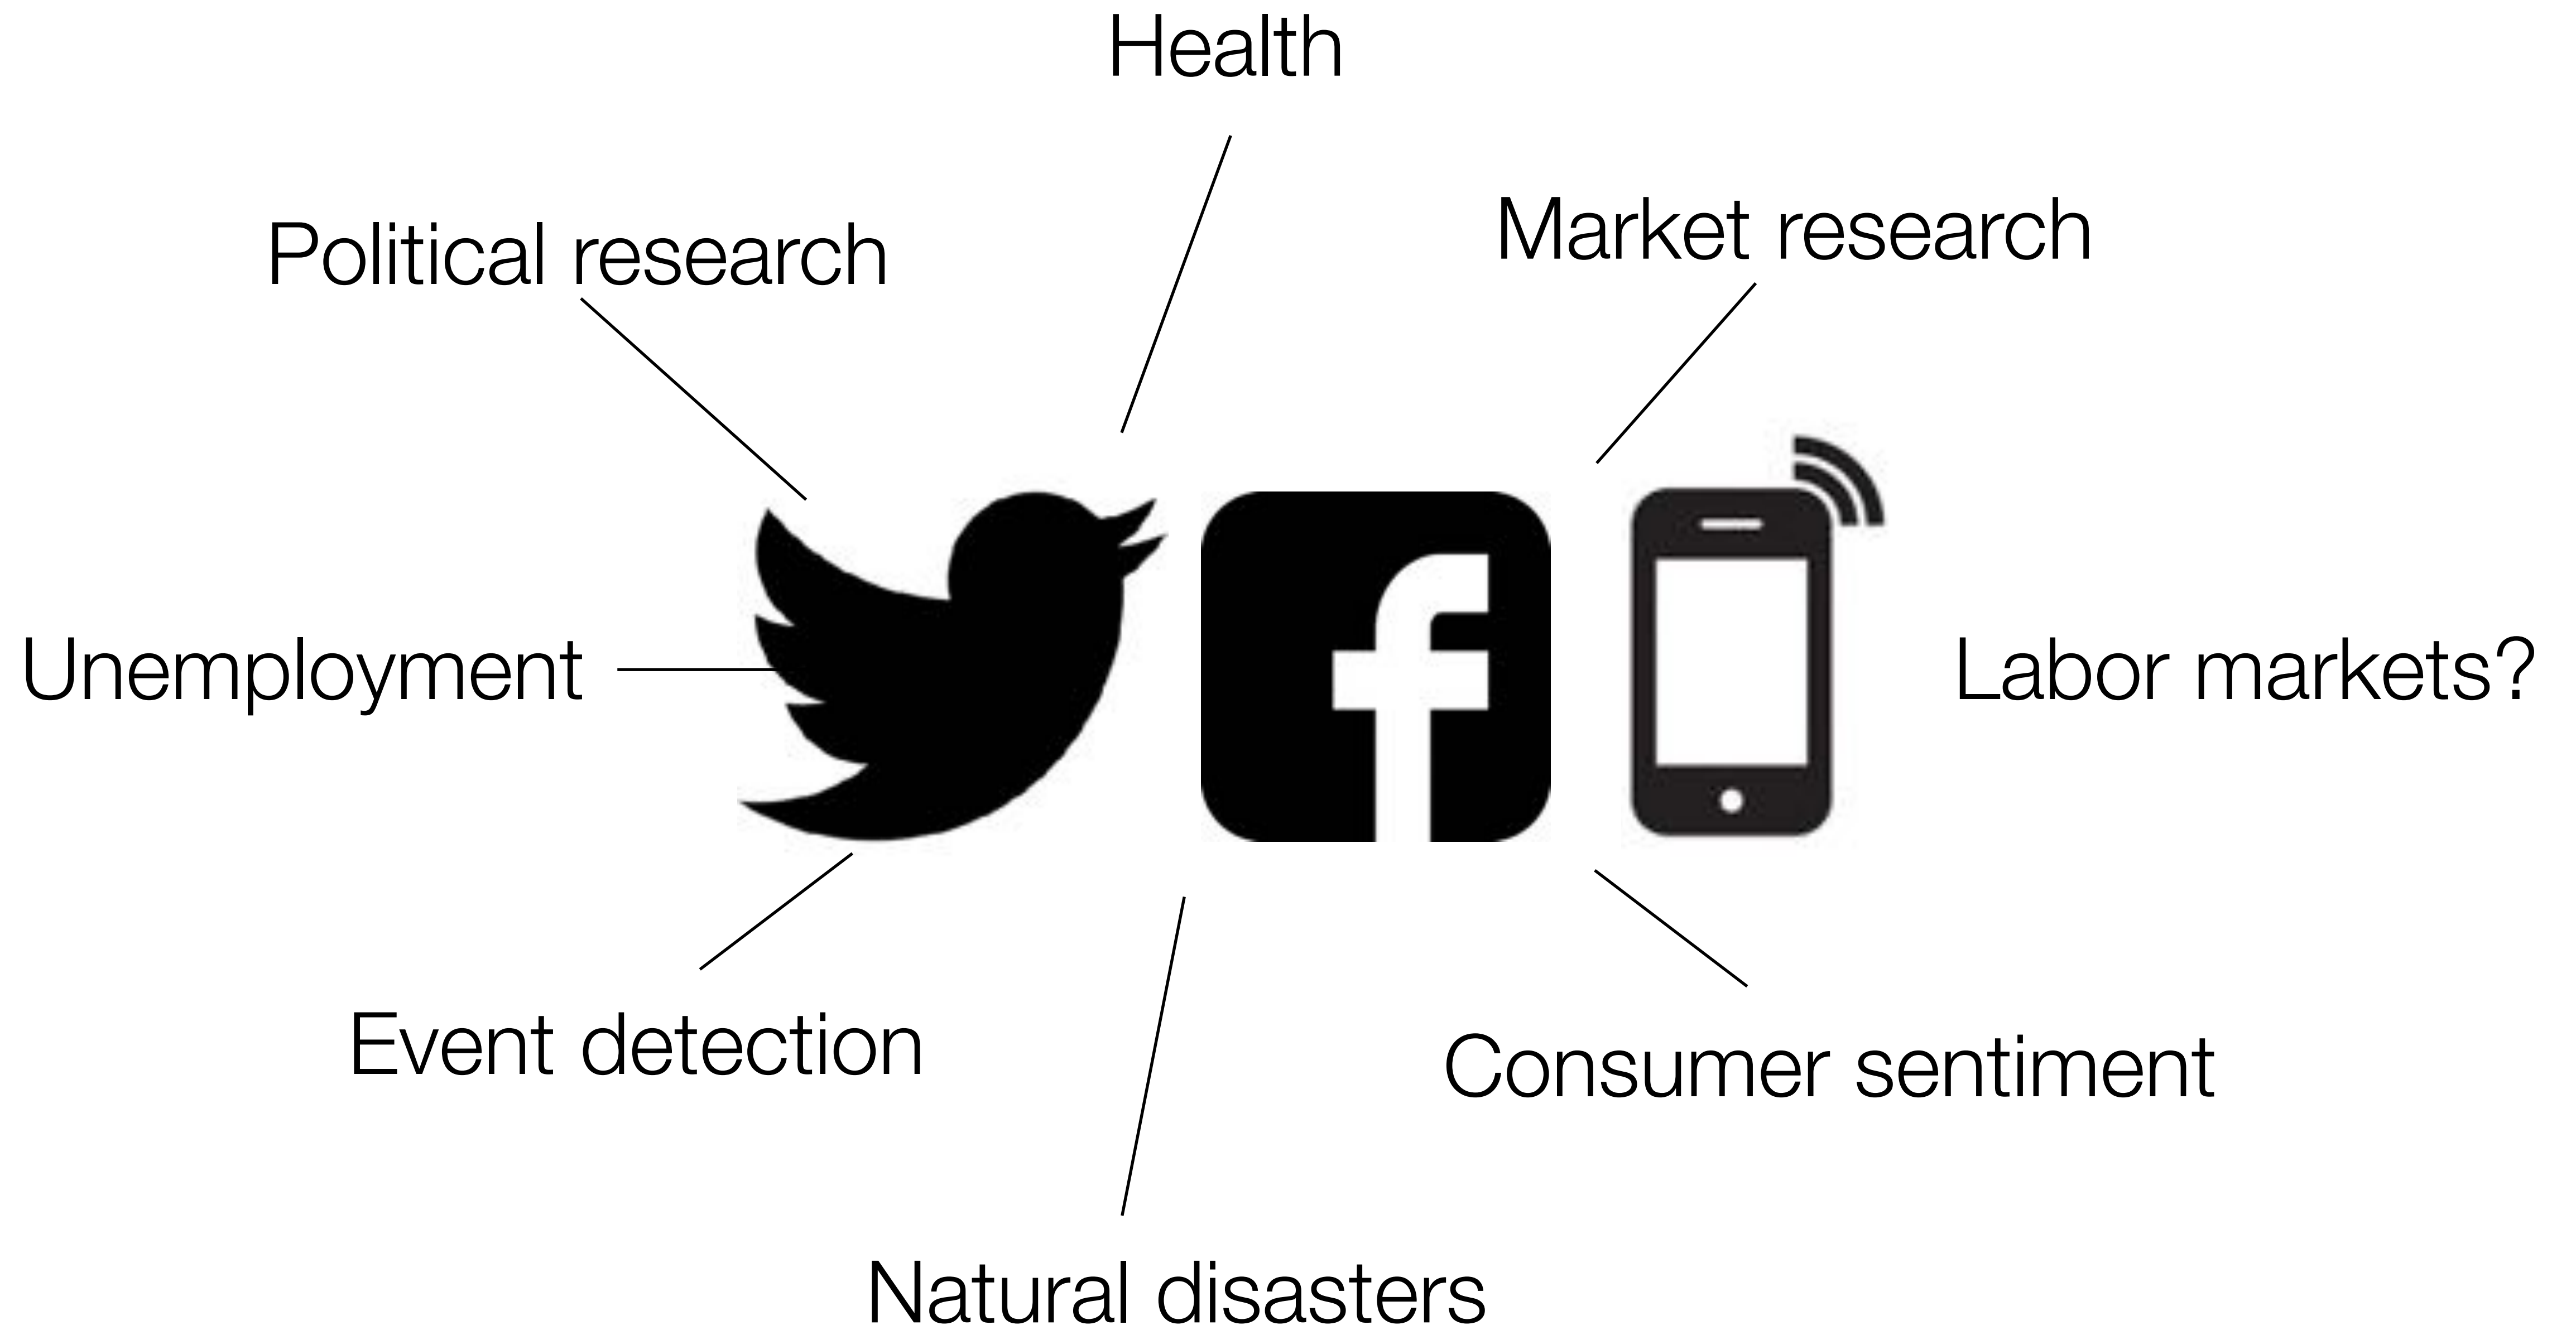 Health
Political research
Market research
Unemployment
Labor markets?
Event detection
Consumer sentiment
Natural disasters